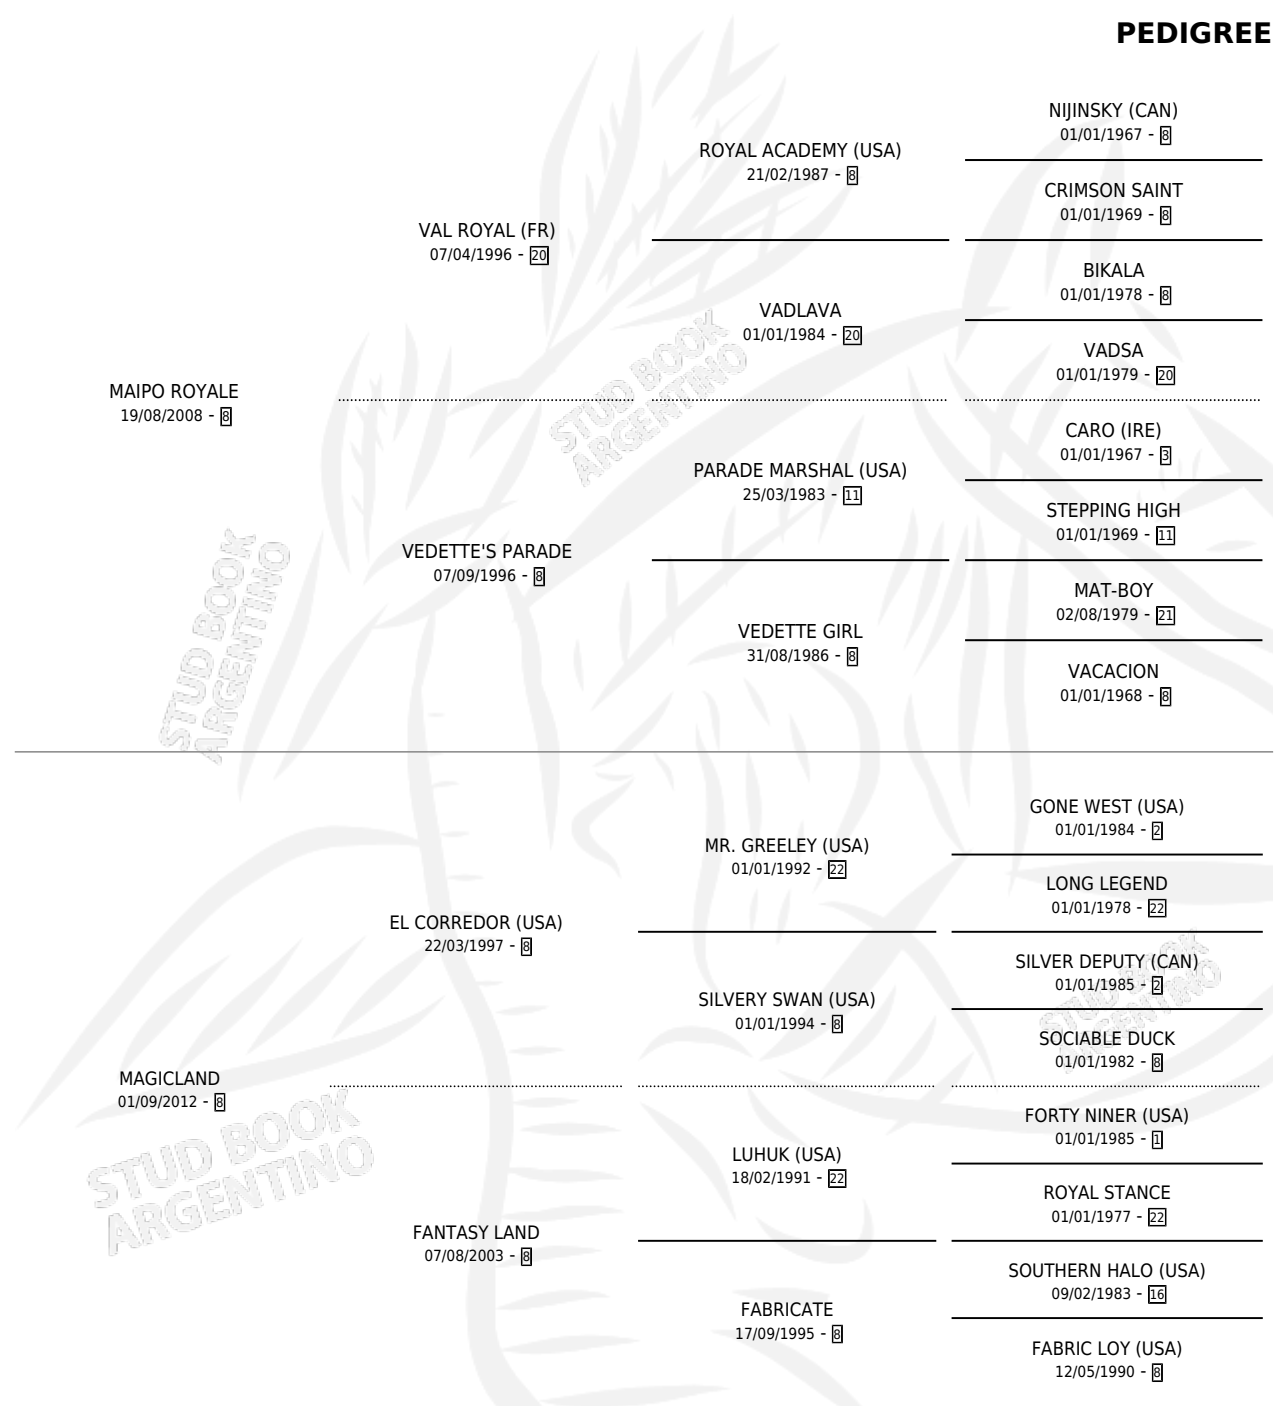 PEDIGREE
NIJINSKY (CAN)
01/01/1967 - 8
ROYAL ACADEMY (USA)
21/02/1987 - 8
CRIMSON SAINT
01/01/1969 - 8
VAL ROYAL (FR)
07/04/1996 - 20
BIKALA
01/01/1978 - 8
VADLAVA
01/01/1984 - 20
VADSA
01/01/1979 - 20
MAIPO ROYALE
19/08/2008 - 8
CARO (IRE)
01/01/1967 - 3
PARADE MARSHAL (USA)
25/03/1983 - 11
STEPPING HIGH
01/01/1969 - 11
VEDETTE'S PARADE
07/09/1996 - 8
MAT-BOY
02/08/1979 - 21
VEDETTE GIRL
31/08/1986 - 8
VACACION
01/01/1968 - 8
GONE WEST (USA)
01/01/1984 - 2
MR. GREELEY (USA)
01/01/1992 - 22
LONG LEGEND
01/01/1978 - 22
EL CORREDOR (USA)
22/03/1997 - 8
SILVER DEPUTY (CAN)
01/01/1985 - 2
SILVERY SWAN (USA)
01/01/1994 - 8
SOCIABLE DUCK
01/01/1982 - 8
MAGICLAND
01/09/2012 - 8
FORTY NINER (USA)
01/01/1985 - 1
LUHUK (USA)
18/02/1991 - 22
ROYAL STANCE
01/01/1977 - 22
FANTASY LAND
07/08/2003 - 8
SOUTHERN HALO (USA)
09/02/1983 - 16
FABRICATE
17/09/1995 - 8
FABRIC LOY (USA)
12/05/1990 - 8
STUD BOOK
ARGENTINO
STUD BOOK
ARGENTINO
STUD BOOK
ARGENTINO
STUD BOOK
ARGENTINO